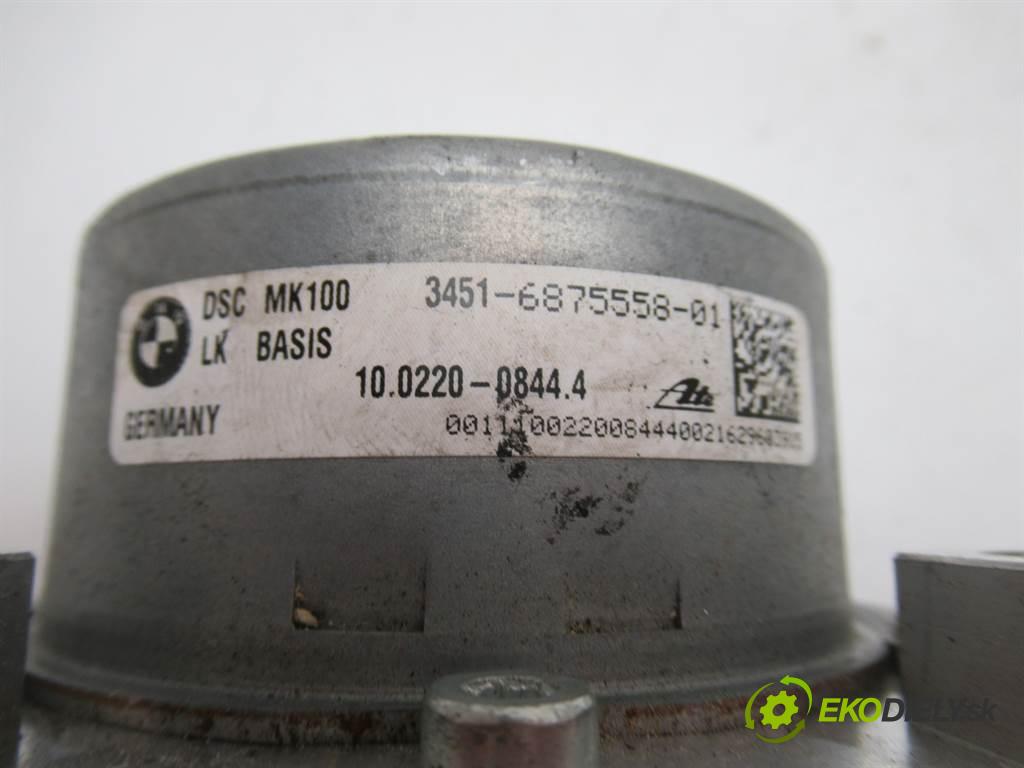 DSC MK100 3451-6875558-01
LK BASIS
10.0220-0844.4 Ate
GERMANY
EKODIELY.sk